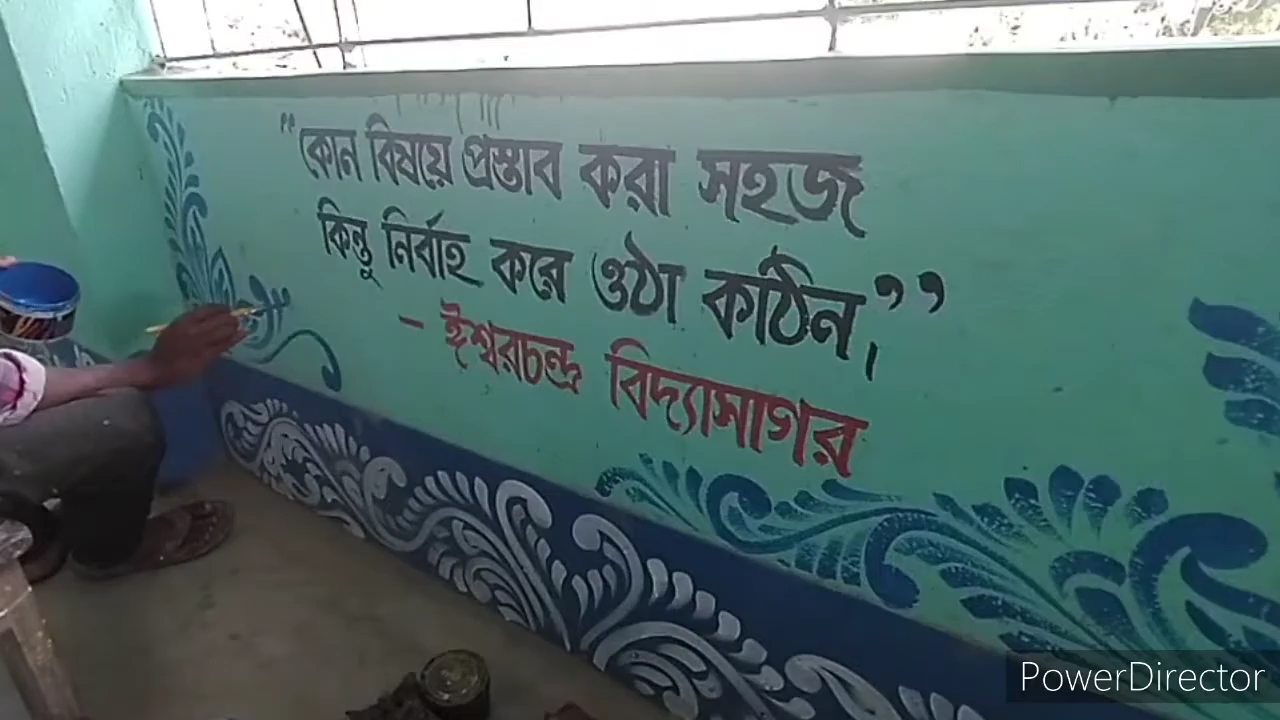 "কোন বিষয়ে প্রস্তাব করা সহজ
কিন্তু নির্বাহ করে ওঠা কঠিন।”
- ঈশ্বরচন্দ্র বিদ্যাসাগর
PowerDirector